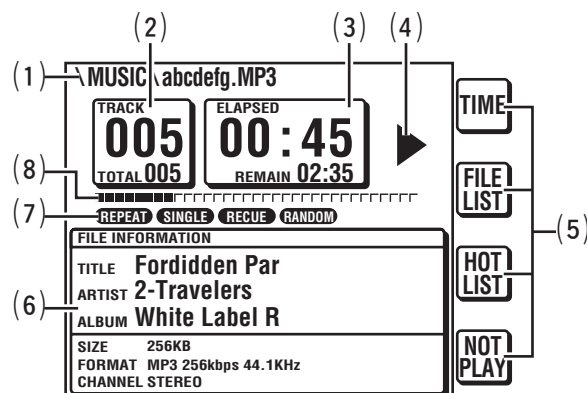 (1) \MUSIC\abcdefg.MP3
(2) (3) (4)
TRACK 005 TOTAL 005
ELAPSED 00:45 REMAIN 02:35
TIME
FILE LIST
HOT LIST
NOT PLAY
(5)
(8)
(7) REPEAT SINGLE RECUE RANDOM
FILE INFORMATION
(6)
TITLE Fordidden Par
ARTIST 2-Travelers
ALBUM White Label R
SIZE 256KB
FORMAT MP3 256kbps 44.1KHz
CHANNEL STEREO